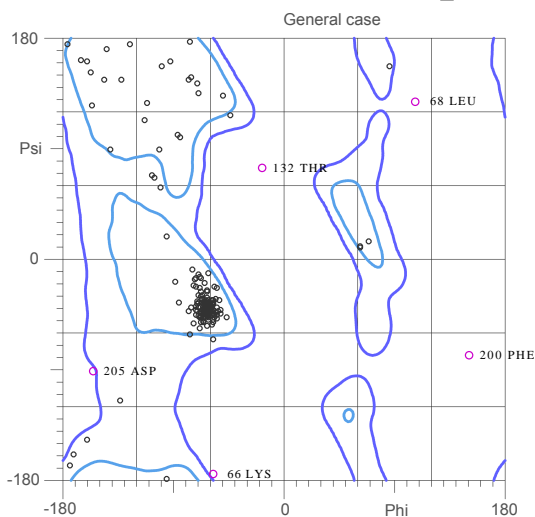 General case
180
68 LEU
Psi
132 THR
0
200 PHE
205 ASP
66 LYS
-180
-180
0
Phi
180